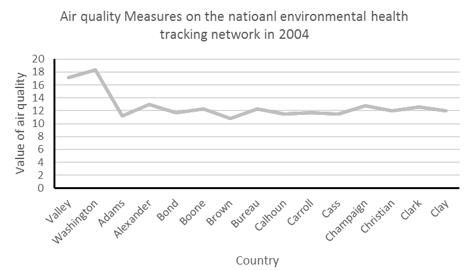 Air quality Measures on the natioanl environmental health
tracking network in 2004
Value of air quality
20
18
16
14
12
10
8
6
4
2
0
Valley
Washington
Adams
Alexander
Bond
Boone
Brown
Bureau
Calhoun
Carroll
Cass
Champaign
Christian
Clark
Clay
Country